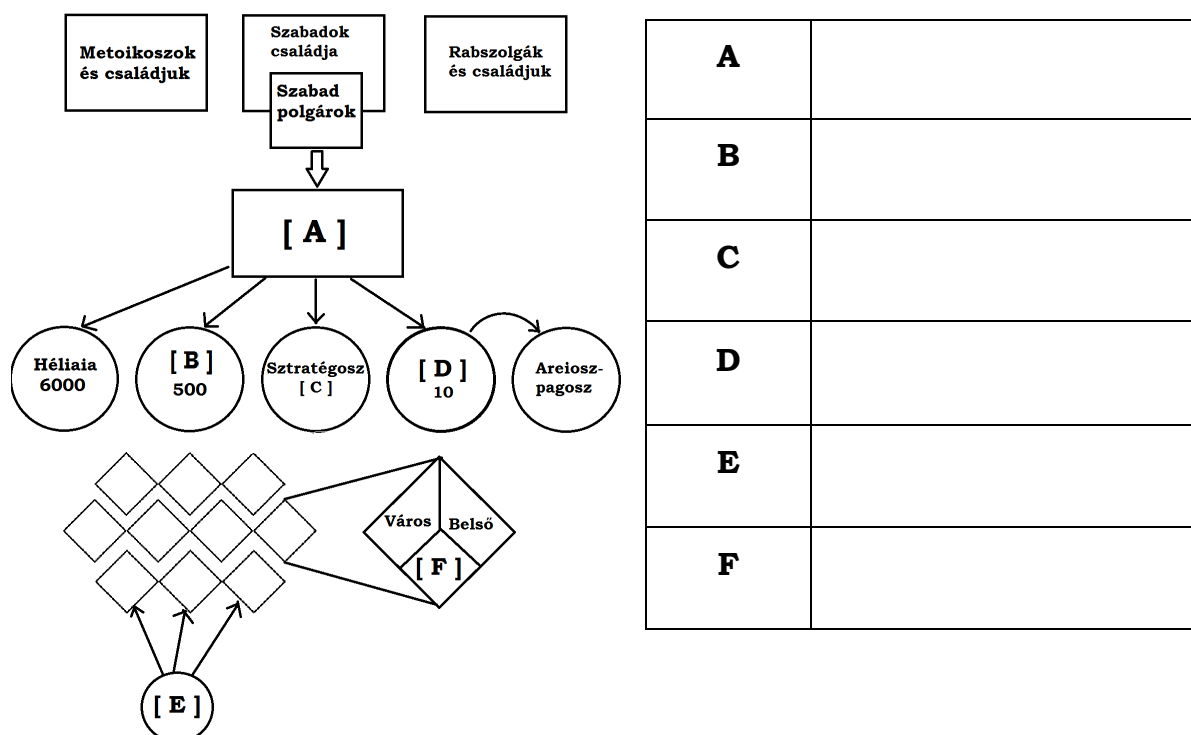 Metoikoszok
és családjuk
Szabadok
családja
Szabad
polgárok
Rabszolgák
és családjuk
[ A ]
Héliaia
6000
[ B ]
500
Sztratégosz
[ C ]
[ D ]
10
Areiosz-
pagosz
Város
Belső
[ F ]
[ E ]
A
B
C
D
E
F